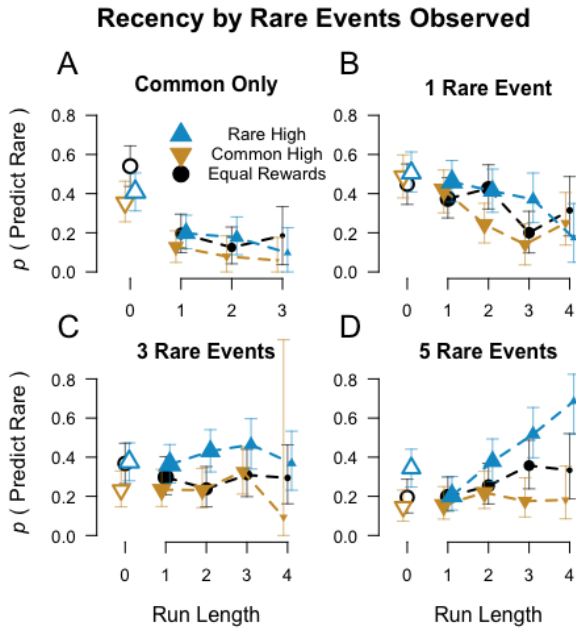 Recency by Rare Events Observed
A
Common Only
B
1 Rare Event
Rare High
Common High
Equal Rewards
p ( Predict Rare )
0.8
0.6
0.4
0.2
0.0
0 1 2 3
0.8
0.6
0.4
0.2
0.0
0 1 2 3 4
C
3 Rare Events
D
5 Rare Events
p ( Predict Rare )
0.8
0.6
0.4
0.2
0.0
0 1 2 3 4
Run Length
0.8
0.6
0.4
0.2
0.0
0 1 2 3 4
Run Length